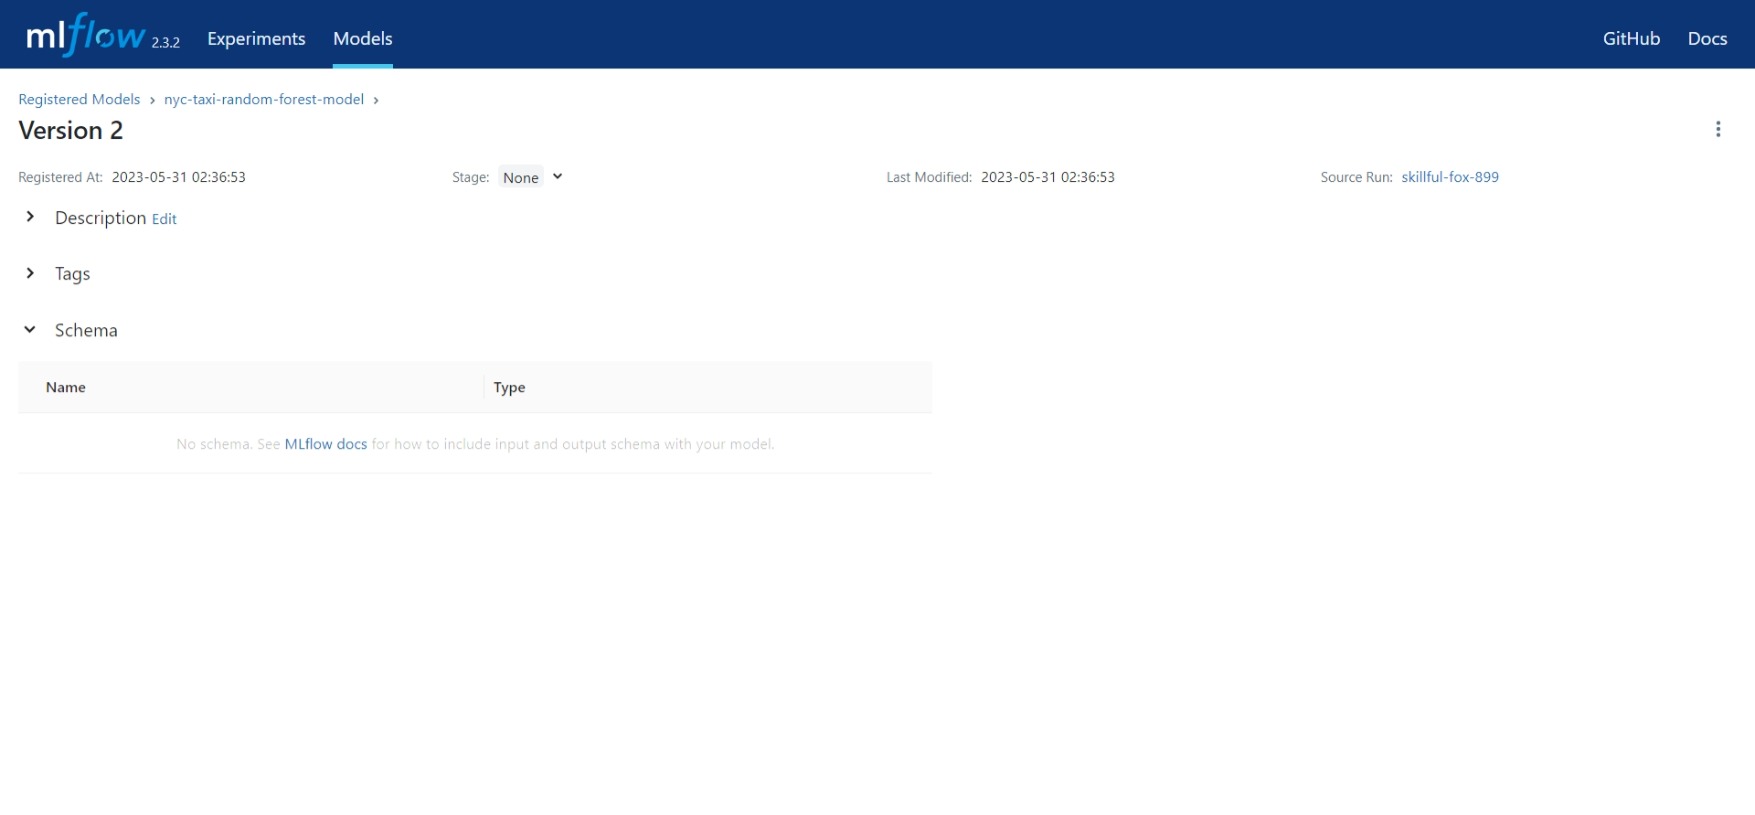 mlflow 2.3.2 Experiments Models GitHub Docs
Registered Models › nyc-taxi-random-forest-model ›
Version 2
Registered At: 2023-05-31 02:36:53 Stage: None Last Modified: 2023-05-31 02:36:53 Source Run: skillful-fox-899
Description Edit
Tags
Schema
Name Type
No schema. See MLflow docs for how to include input and output schema with your model.